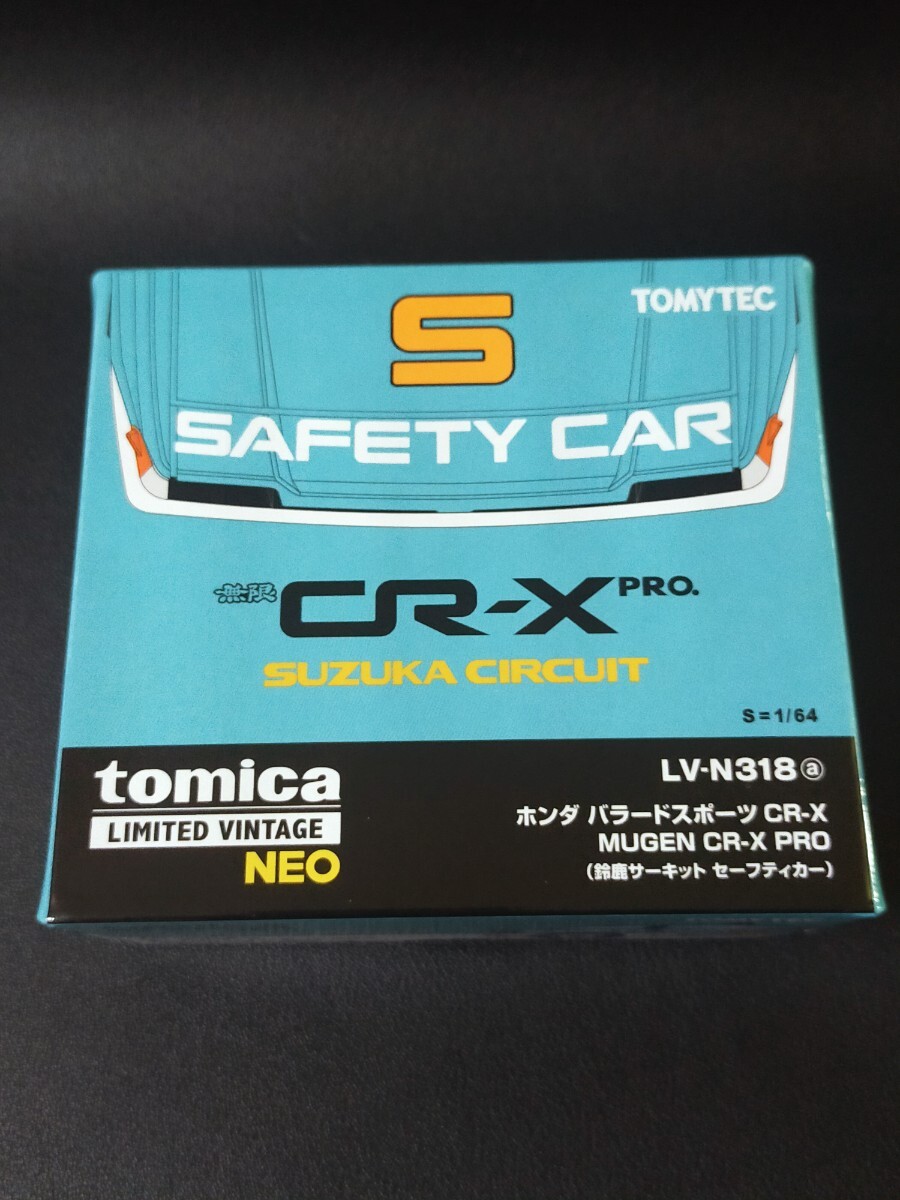 S
TOMYTEC
SAFETY CAR
無限 CR-X PRO.
SUZUKA CIRCUIT
S=1/64
tomica
LIMITED VINTAGE
NEO
LV-N318ⓐ
ホンダ バラードスポーツ CR-X
MUGEN CR-X PRO
(鈴鹿サーキット セーフティカー)